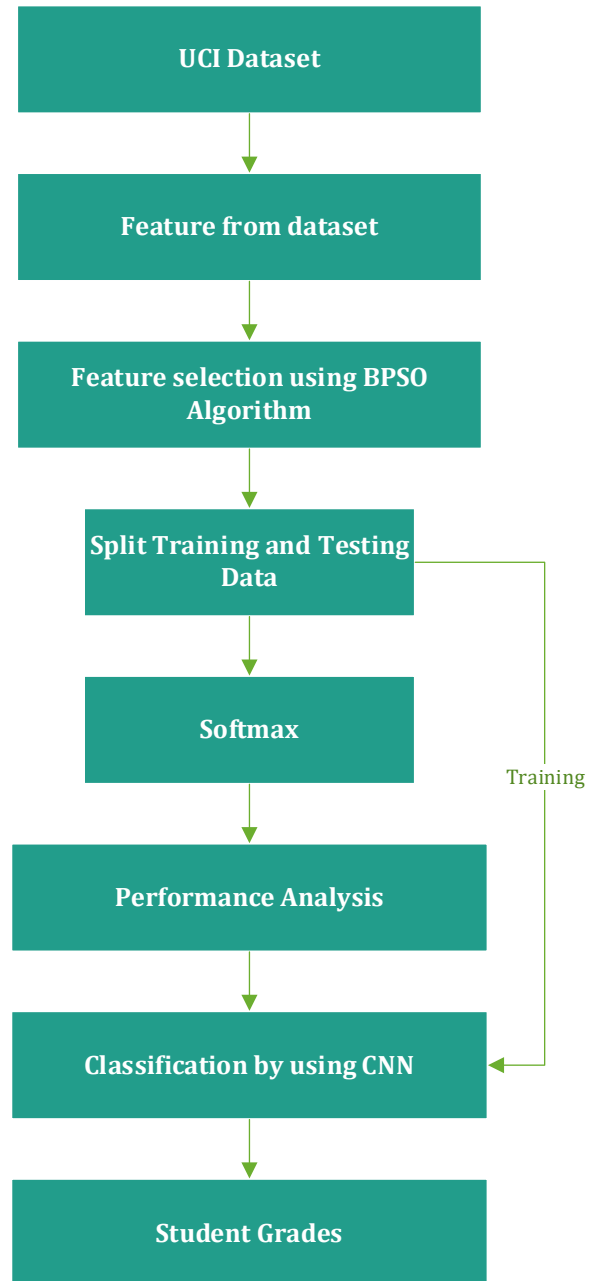 UCI Dataset
Feature from dataset
Feature selection using BPSO
Algorithm
Split Training and Testing
Data
Softmax
Training
Performance Analysis
Classification by using CNN
Student Grades